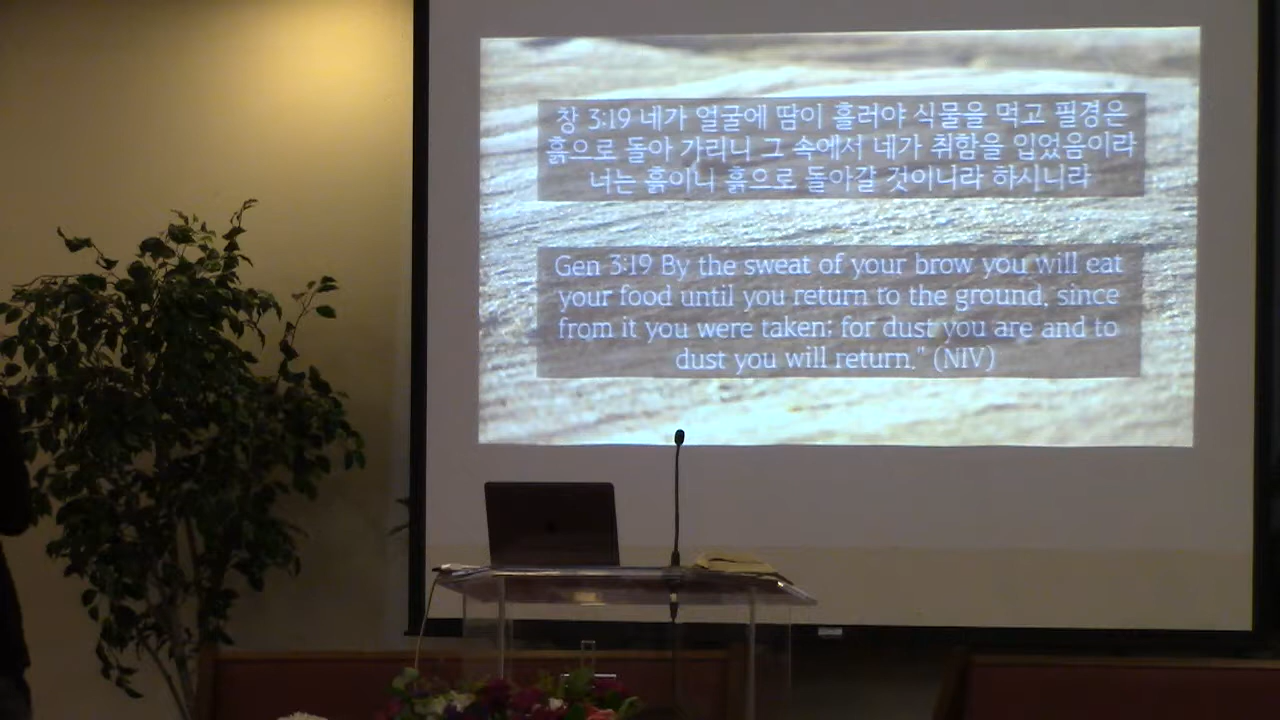 창 3:19 네가 얼굴에 땀이 흘러야 식물을 먹고 필경은
흙으로 돌아 가리니 그 속에서 네가 취함을 입었음이라
너는 흙이니 흙으로 돌아갈 것이니라 하시니라
Gen 3:19 By the sweat of your brow you will eat
your food until you return to the ground, since
from it you were taken; for dust you are and to
dust you will return." (NIV)